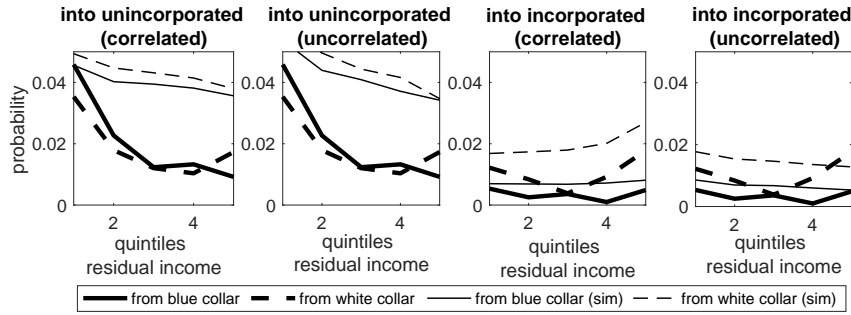 into unincorporated
(correlated)
into unincorporated
(uncorrelated)
into incorporated
(correlated)
into incorporated
(uncorrelated)
probability
0.04
0.02
0
2
4
quintiles
residual income
0.04
0.02
0
2
4
quintiles
residual income
0.04
0.02
0
2
4
quintiles
residual income
0.04
0.02
0
2
4
quintiles
residual income
from blue collar
from white collar
from blue collar (sim)
from white collar (sim)